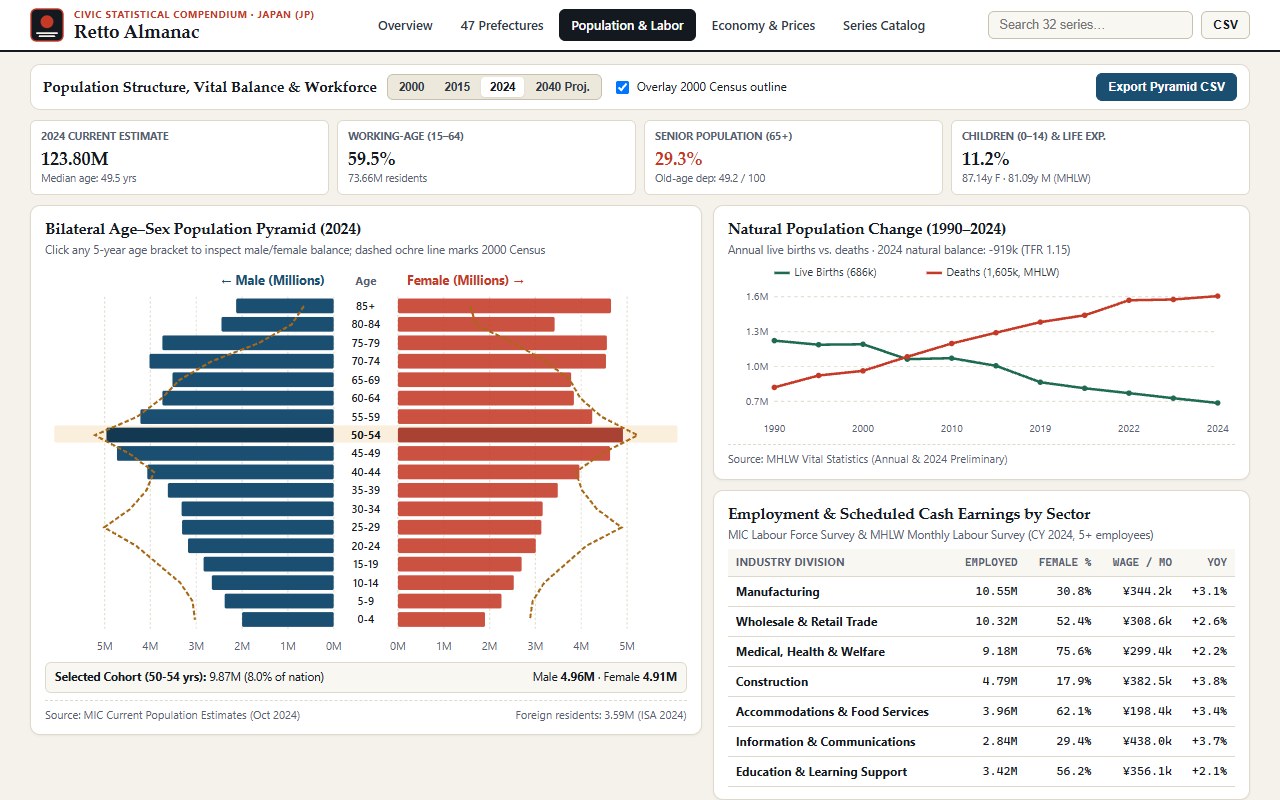 CIVIC STATISTICAL COMPENDIUM · JAPAN (JP)
Retto Almanac
Overview
47 Prefectures
Population & Labor
Economy & Prices
Series Catalog
Search 32 series...
CSV
Population Structure, Vital Balance & Workforce
2000
2015
2024
2040 Proj.
Overlay 2000 Census outline
Export Pyramid CSV
2024 CURRENT ESTIMATE
123.80M
Median age: 49.5 yrs
WORKING-AGE (15–64)
59.5%
73.66M residents
SENIOR POPULATION (65+)
29.3%
Old-age dep: 49.2 / 100
CHILDREN (0–14) & LIFE EXP.
11.2%
87.14y F · 81.09y M (MHLW)
Bilateral Age–Sex Population Pyramid (2024)
Click any 5-year age bracket to inspect male/female balance; dashed ochre line marks 2000 Census
← Male (Millions)
Age
Female (Millions) →
85+
80-84
75-79
70-74
65-69
60-64
55-59
50-54
45-49
40-44
35-39
30-34
25-29
20-24
15-19
10-14
5-9
0-4
5M 4M 3M 2M 1M 0M 0M 1M 2M 3M 4M 5M
Selected Cohort (50-54 yrs): 9.87M (8.0% of nation)
Male 4.96M · Female 4.91M
Source: MIC Current Population Estimates (Oct 2024)
Foreign residents: 3.59M (ISA 2024)
Natural Population Change (1990–2024)
Annual live births vs. deaths · 2024 natural balance: -919k (TFR 1.15)
Live Births (686k)
Deaths (1,605k, MHLW)
1.6M
1.3M
1.0M
0.7M
1990 2000 2010 2019 2022 2024
Source: MHLW Vital Statistics (Annual & 2024 Preliminary)
Employment & Scheduled Cash Earnings by Sector
MIC Labour Force Survey & MHLW Monthly Labour Survey (CY 2024, 5+ employees)
INDUSTRY DIVISION EMPLOYED FEMALE % WAGE / MO YOY
Manufacturing 10.55M 30.8% ¥344.2k +3.1%
Wholesale & Retail Trade 10.32M 52.4% ¥308.6k +2.6%
Medical, Health & Welfare 9.18M 75.6% ¥299.4k +2.2%
Construction 4.79M 17.9% ¥382.5k +3.8%
Accommodations & Food Services 3.96M 62.1% ¥198.4k +3.4%
Information & Communications 2.84M 29.4% ¥438.0k +3.7%
Education & Learning Support 3.42M 56.2% ¥356.1k +2.1%